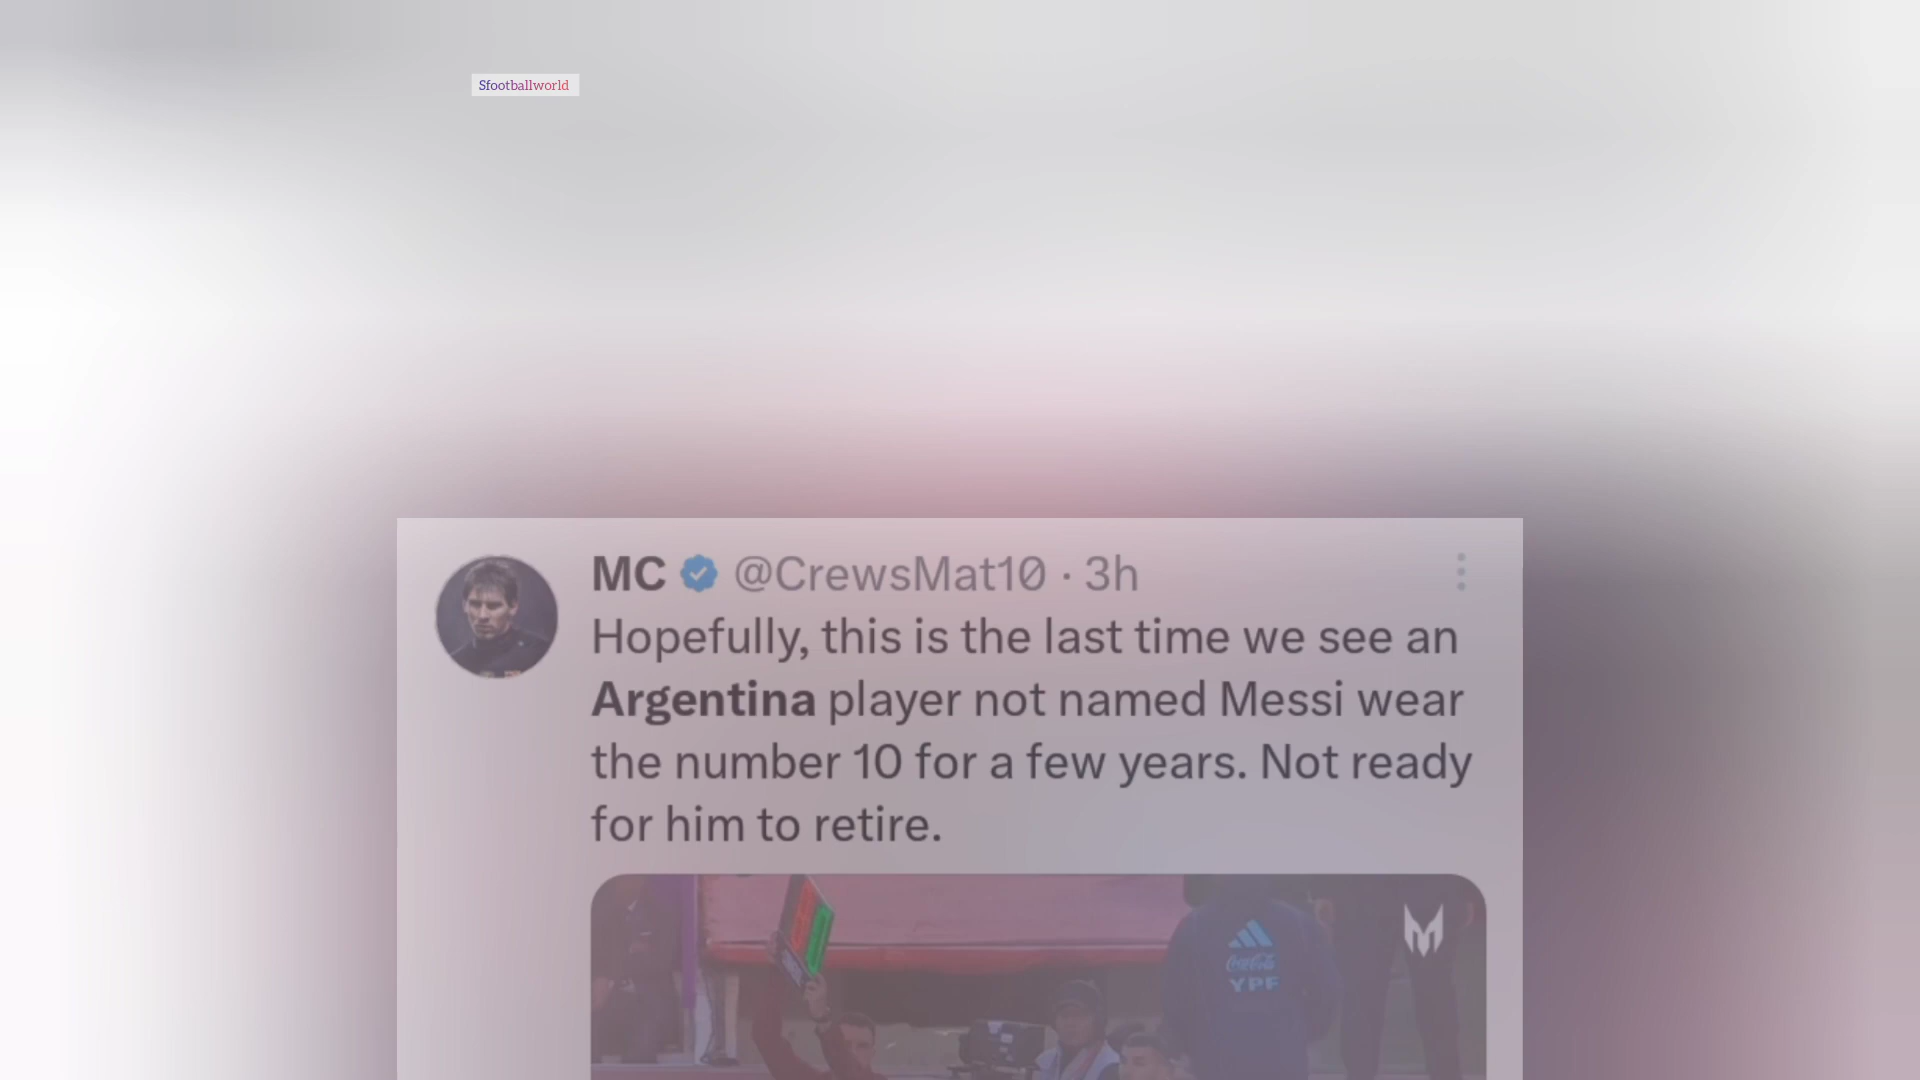 Sfootballworld
MC @CrewsMat10 · 3h
Hopefully, this is the last time we see an
Argentina player not named Messi wear
the number 10 for a few years. Not ready
for him to retire.
Coca-Cola
YPF